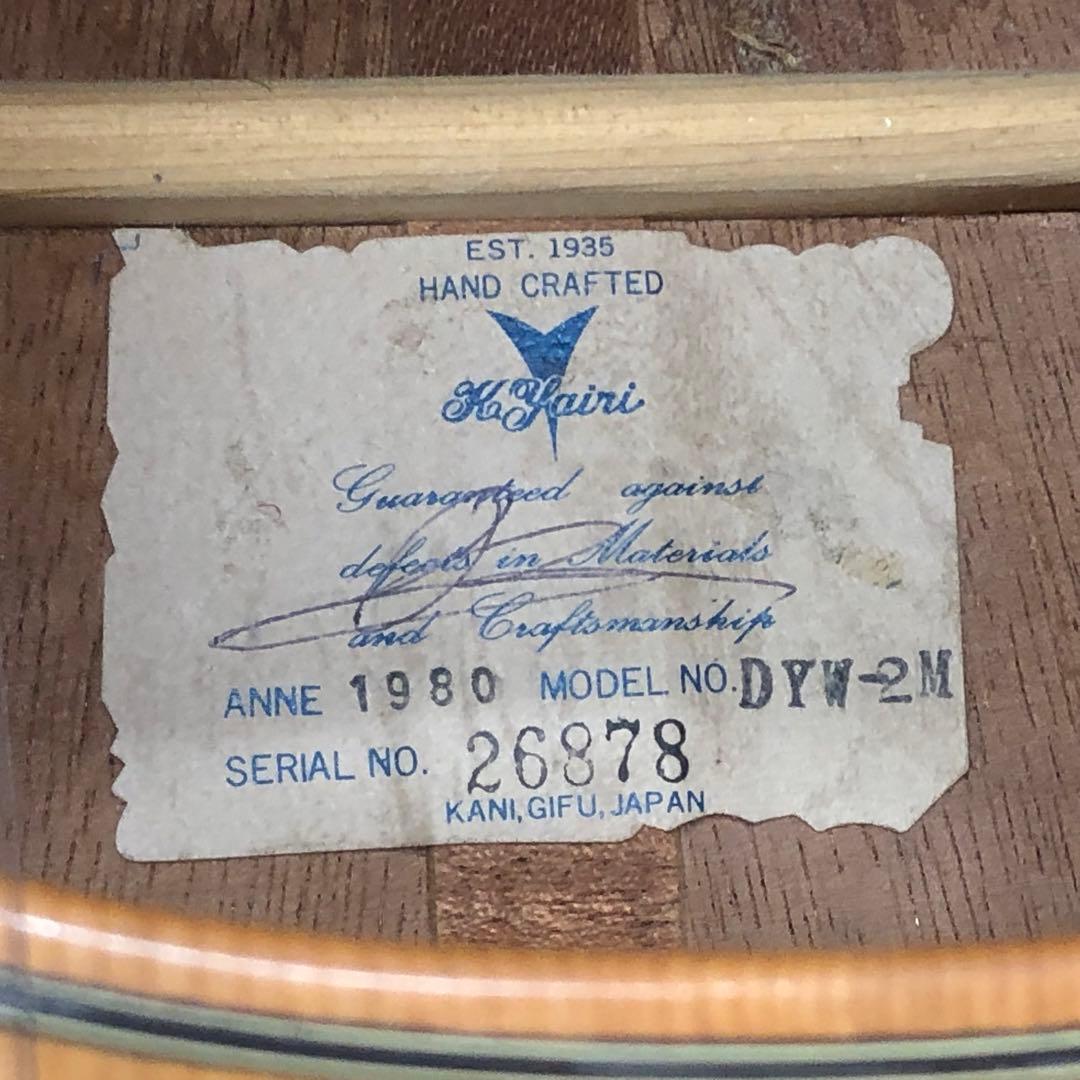 EST. 1935
HAND CRAFTED
K. Yairi
Guaranteed against
defects in Materials
and Craftsmanship
ANNE 1980 MODEL NO. DYW-2M
SERIAL NO. 26878
KANI, GIFU, JAPAN